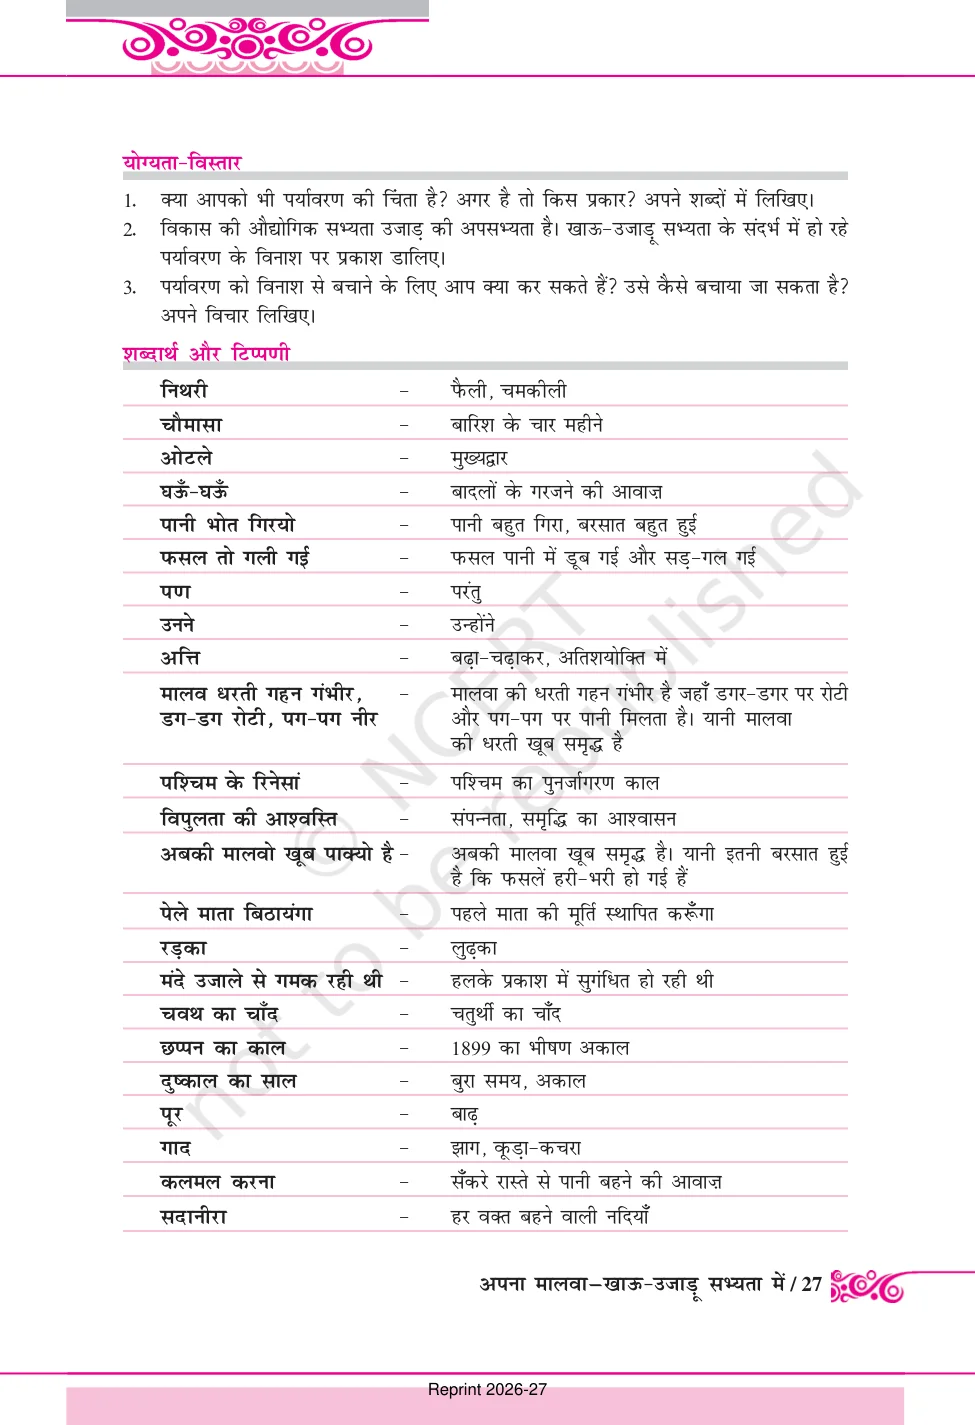 योग्यता-विस्तार
1. क्या आपको भी पर्यावरण की चिंता है? अगर है तो किस प्रकार? अपने शब्दों में लिखिए।
2. विकास की औद्योगिक सभ्यता उजाड़ की अपसभ्यता है। खाऊ-उजाड़ू सभ्यता के संदर्भ में हो रहे
पर्यावरण के विनाश पर प्रकाश डालिए।
3. पर्यावरण को विनाश से बचाने के लिए आप क्या कर सकते हैं? उसे कैसे बचाया जा सकता है?
अपने विचार लिखिए।
शब्दार्थ और टिप्पणी
निथरी - फैली, चमकीली
चौमासा - बारिश के चार महीने
ओटले - मुख्यद्वार
घऊँ-घऊँ - बादलों के गरजने की आवाज़
पानी भोत गिरयो - पानी बहुत गिरा, बरसात बहुत हुई
फसल तो गली गई - फसल पानी में डूब गई और सड़-गल गई
पण - परंतु
उनने - उन्होंने
अत्ति - बढ़ा-चढ़ाकर, अतिशयोक्ति में
मालव धरती गहन गंभीर, - मालवा की धरती गहन गंभीर है जहाँ डगर-डगर पर रोटी
डग-डग रोटी, पग-पग नीर और पग-पग पर पानी मिलता है। यानी मालवा
की धरती खूब समृद्ध है
पश्चिम के रिनेसां - पश्चिम का पुनर्जागरण काल
विपुलता की आश्वस्ति - संपन्नता, समृद्धि का आश्वासन
अबकी मालवो खूब पाक्यो है - अबकी मालवा खूब समृद्ध है। यानी इतनी बरसात हुई
है कि फसलें हरी-भरी हो गई हैं
पेले माता बिठायंगा - पहले माता की मूर्ति स्थापित करूँगा
रड़का - लुढ़का
मंदे उजाले से गमक रही थी - हलके प्रकाश में सुगंधित हो रही थी
चवथ का चाँद - चतुर्थी का चाँद
छप्पन का काल - 1899 का भीषण अकाल
दुष्काल का साल - बुरा समय, अकाल
पूर - बाढ़
गाद - झाग, कूड़ा-कचरा
कलमल करना - सँकरे रास्ते से पानी बहने की आवाज़
सदानीरा - हर वक्त बहने वाली नदियाँ
© NCERT
not to be republished
अपना मालवा–खाऊ-उजाड़ू सभ्यता में / 27
Reprint 2026-27